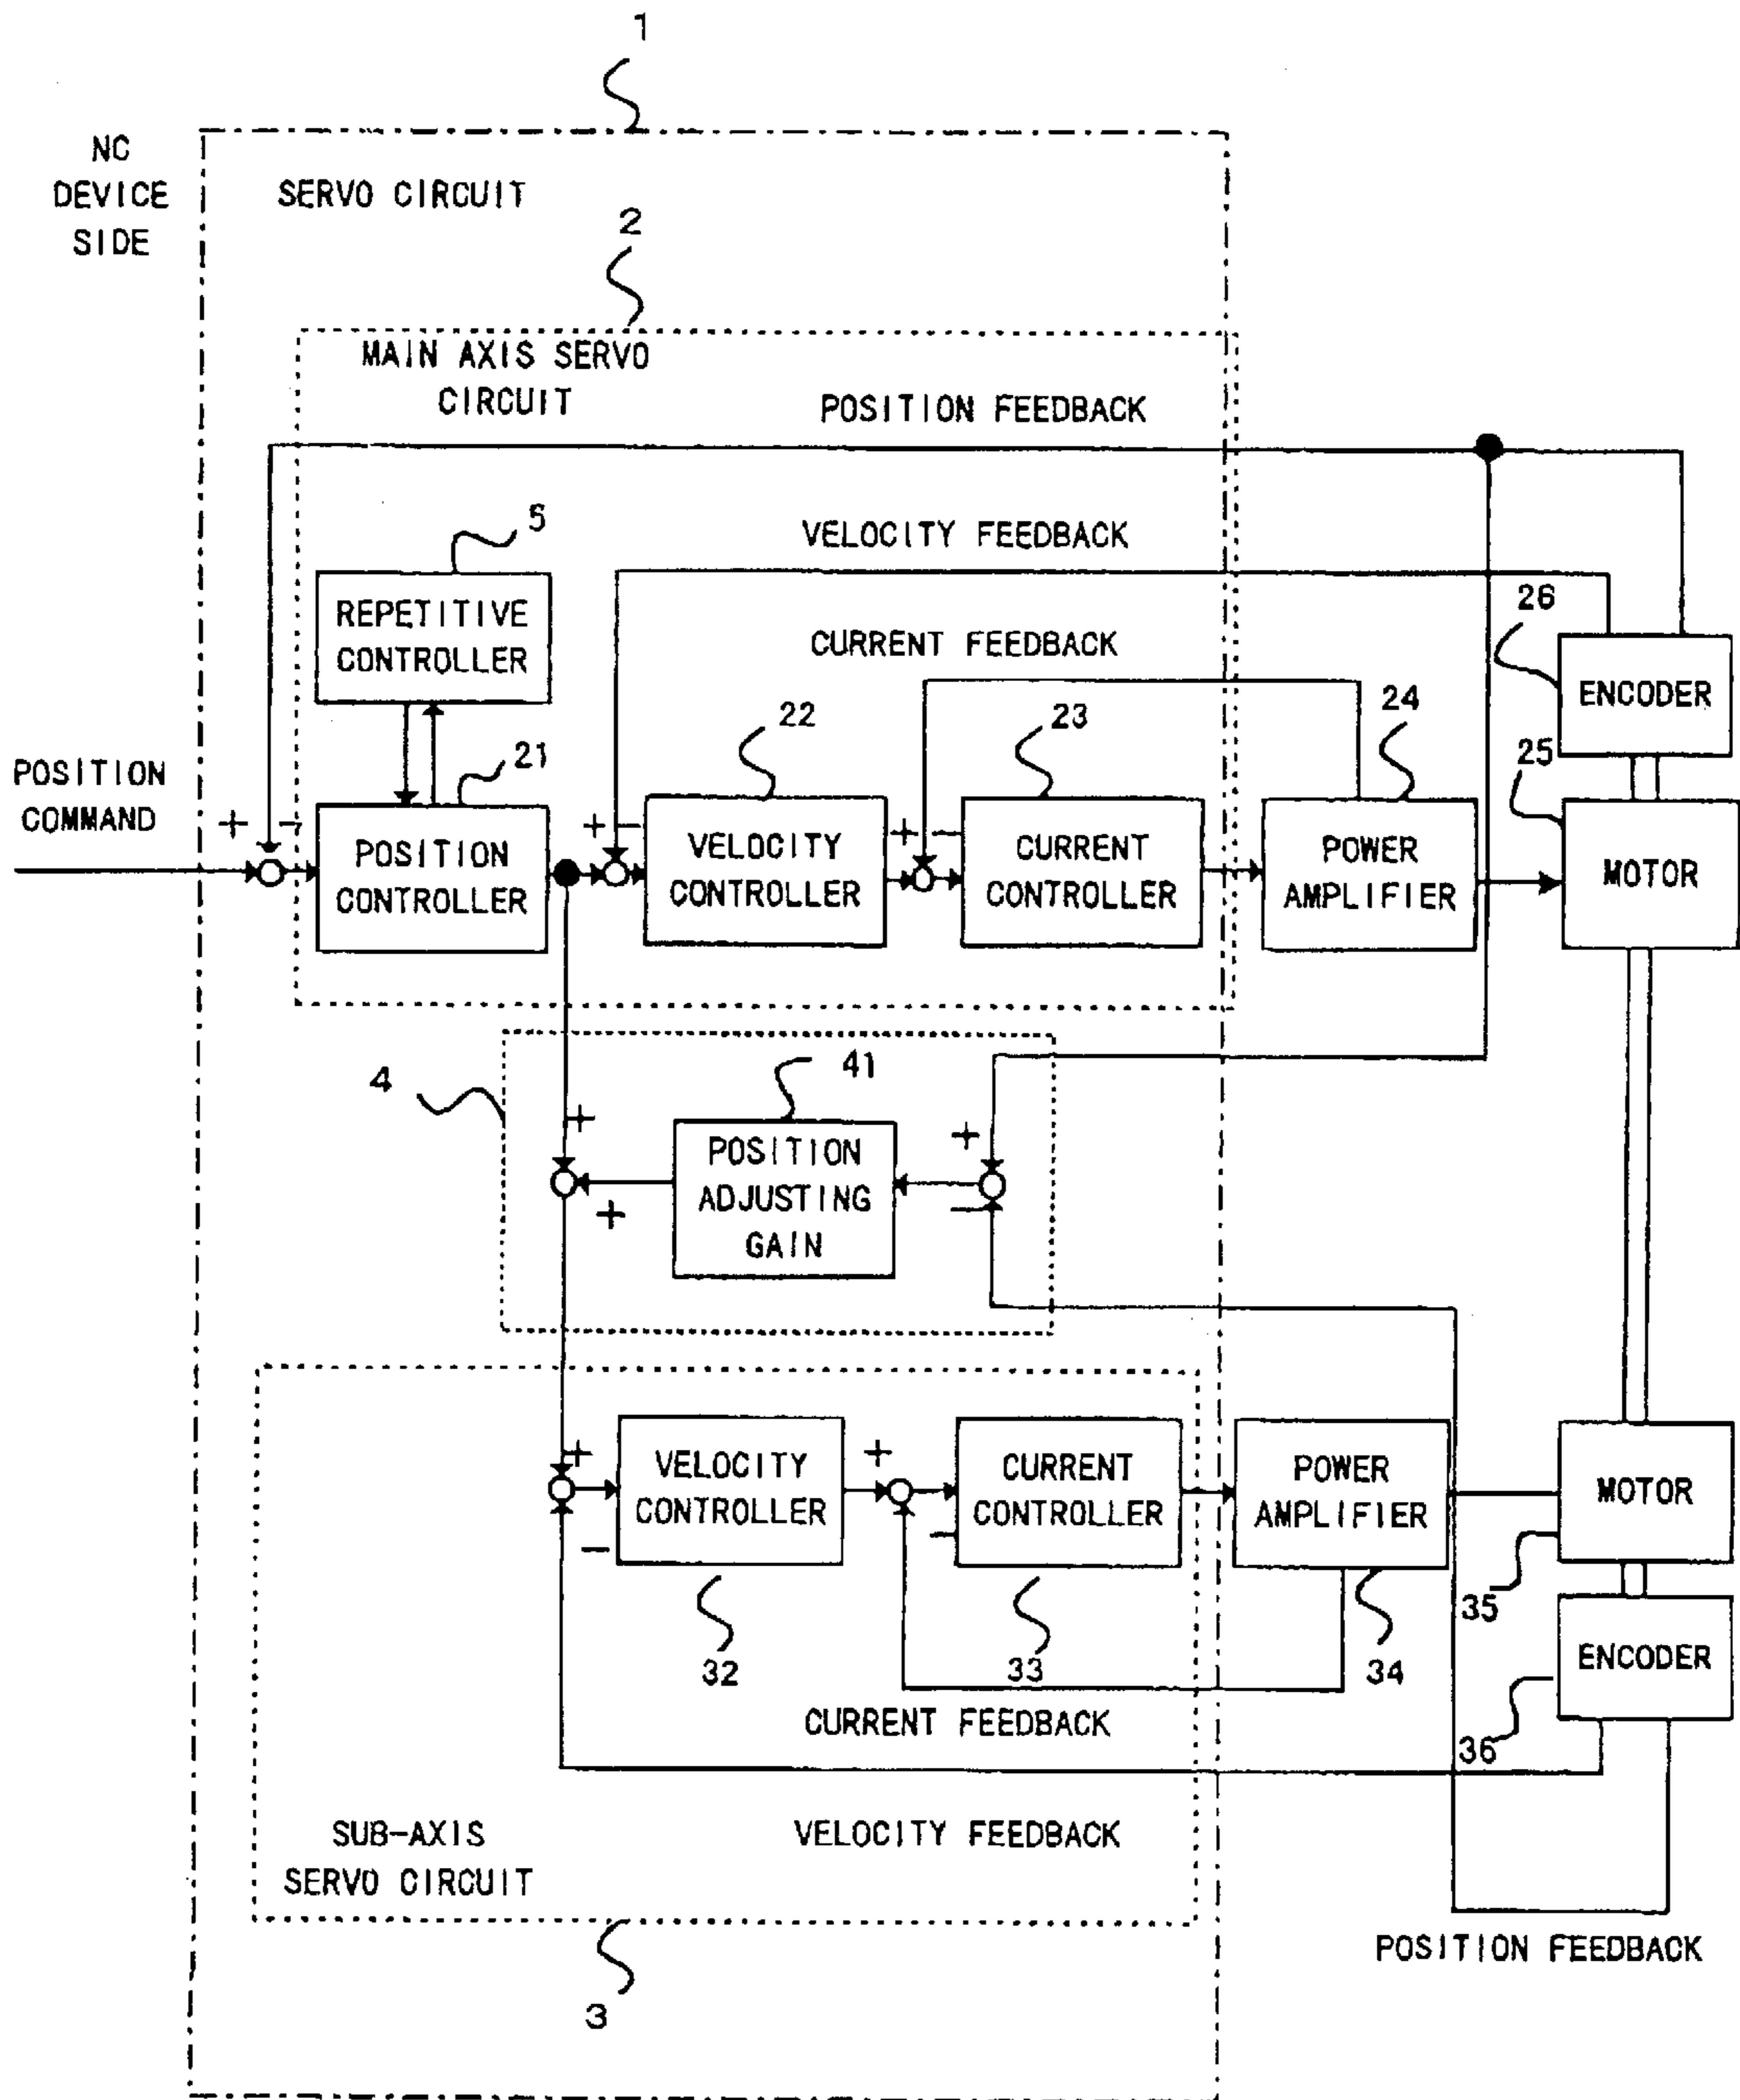 1
NC
DEVICE
SIDE
SERVO CIRCUIT
2
MAIN AXIS SERVO
CIRCUIT
POSITION FEEDBACK
5
VELOCITY FEEDBACK
26
REPETITIVE
CONTROLLER
CURRENT FEEDBACK
ENCODER
22
23
24
21
25
POSITION
COMMAND
+ -
POSITION
CONTROLLER
+ -
VELOCITY
CONTROLLER
+ -
CURRENT
CONTROLLER
POWER
AMPLIFIER
MOTOR
4
41
+
+
POSITION
ADJUSTING
GAIN
+
-
+
VELOCITY
CONTROLLER
+
CURRENT
CONTROLLER
POWER
AMPLIFIER
MOTOR
-
-
35
32
33
34
ENCODER
CURRENT FEEDBACK
36
SUB-AXIS
SERVO CIRCUIT
VELOCITY FEEDBACK
POSITION FEEDBACK
3